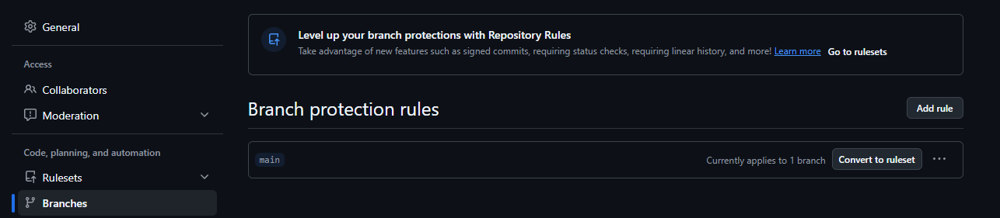 General
Access
Collaborators
Moderation
Code, planning, and automation
Rulesets
Branches
Level up your branch protections with Repository Rules
Take advantage of new features such as signed commits, requiring status checks, requiring linear history, and more! Learn more Go to rulesets
Branch protection rules
Add rule
main
Currently applies to 1 branch
Convert to ruleset